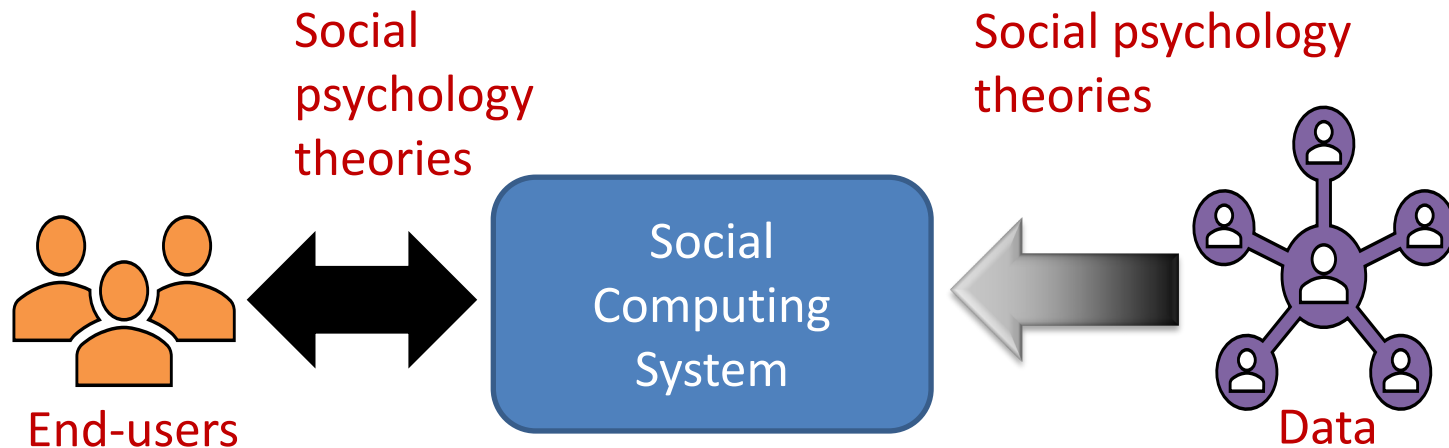 Social
psychology
theories
Social psychology
theories
Social
Computing
System
End-users
Data